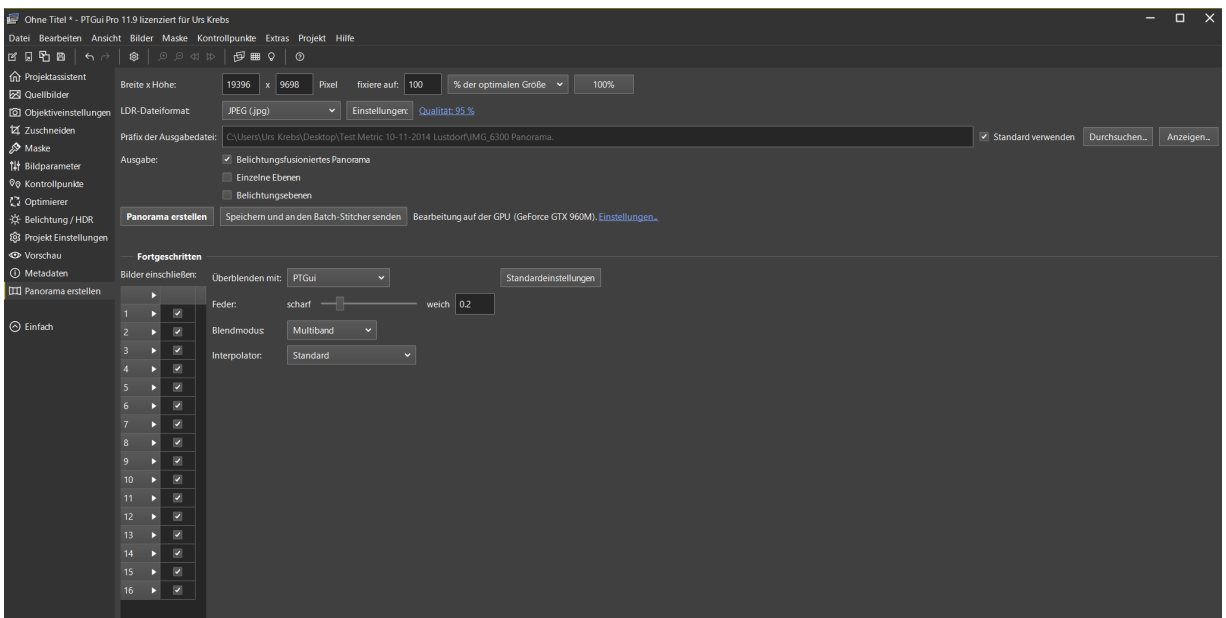 Ohne Titel * - PTGui Pro 11.9 lizenziert für Urs Krebs
Datei Bearbeiten Ansicht Bilder Maske Kontrollpunkte Extras Projekt Hilfe
Projektassistent
Quellbilder
Objektiveinstellungen
Zuschneiden
Maske
Bildparameter
Kontrollpunkte
Optimierer
Belichtung / HDR
Projekt Einstellungen
Vorschau
Metadaten
Panorama erstellen
Einfach
Breite x Höhe: 19396 x 9698 Pixel fixiere auf: 100 % der optimalen Größe 100%
LDR-Dateiformat: JPEG (.jpg) Einstellungen: Qualität: 95 %
Präfix der Ausgabedatei: C:\Users\Urs Krebs\Desktop\Test Metric 10-11-2014 Lustdorf\IMG_6300 Panorama. Standard verwenden Durchsuchen... Anzeigen...
Ausgabe: Belichtungsfusioniertes Panorama
Einzelne Ebenen
Belichtungsebenen
Panorama erstellen Speichern und an den Batch-Stitcher senden Bearbeitung auf der GPU (GeForce GTX 960M). Einstellungen...
Fortgeschritten
Bilder einschließen:
1
2
3
4
5
6
7
8
9
10
11
12
13
14
15
16
Überblenden mit: PTGui Standardeinstellungen
Feder: scharf weich 0.2
Blendmodus: Multiband
Interpolator: Standard